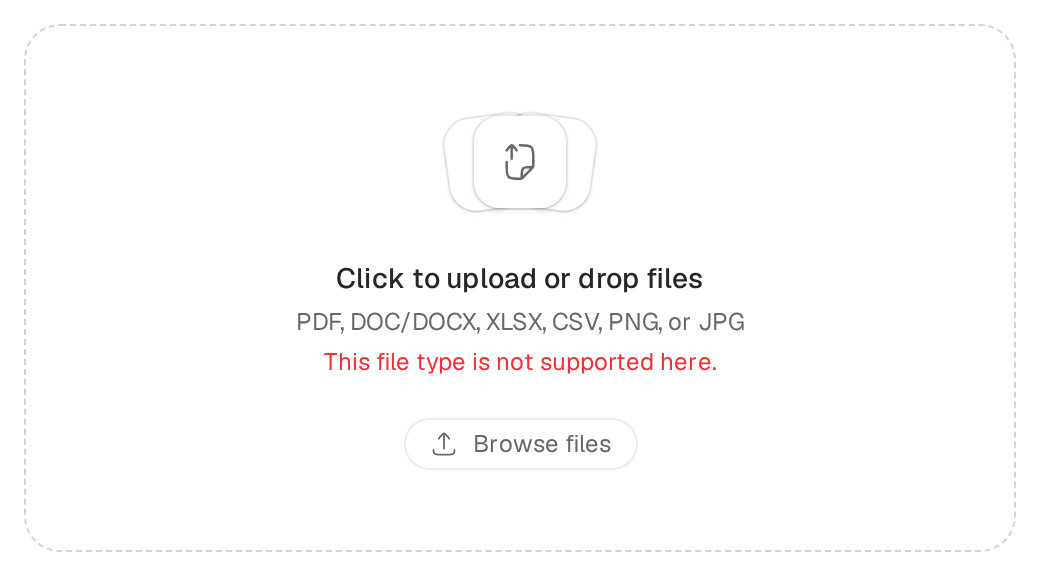 Click to upload or drop files
PDF, DOC/DOCX, XLSX, CSV, PNG, or JPG
This file type is not supported here.
Browse files